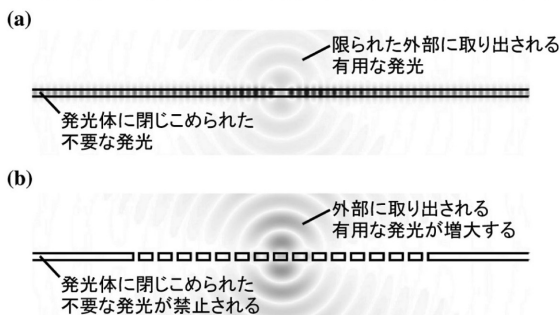 (a)
限られた外部に取り出される
有用な発光
発光体に閉じこめられた
不要な発光
(b)
外部に取り出される
有用な発光が増大する
発光体に閉じこめられた
不要な発光が禁止される